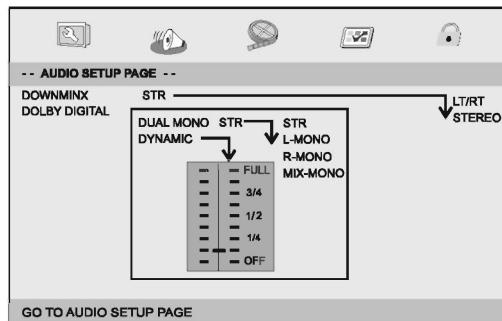 -- AUDIO SETUP PAGE --
DOWNMINX STR LT/RT
DOLBY DIGITAL STEREO
DUAL MONO STR STR
DYNAMIC L-MONO
R-MONO
MIX-MONO
FULL
3/4
1/2
1/4
OFF
GO TO AUDIO SETUP PAGE